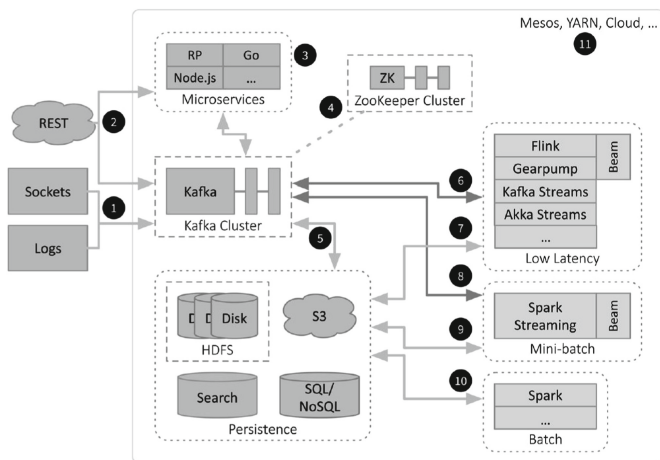 Mesos, YARN, Cloud, ...
11
RP
Go
3
Node.js
...
Microservices
ZK
4
ZooKeeper Cluster
REST
2
Sockets
1
Logs
Kafka
Kafka Cluster
5
6
Flink
Beam
Gearpump
Kafka Streams
Akka Streams
...
7
Low Latency
8
Spark
Streaming
Beam
9
Mini-batch
D
D
Disk
HDFS
S3
Search
SQL/
NoSQL
Persistence
10
Spark
...
Batch